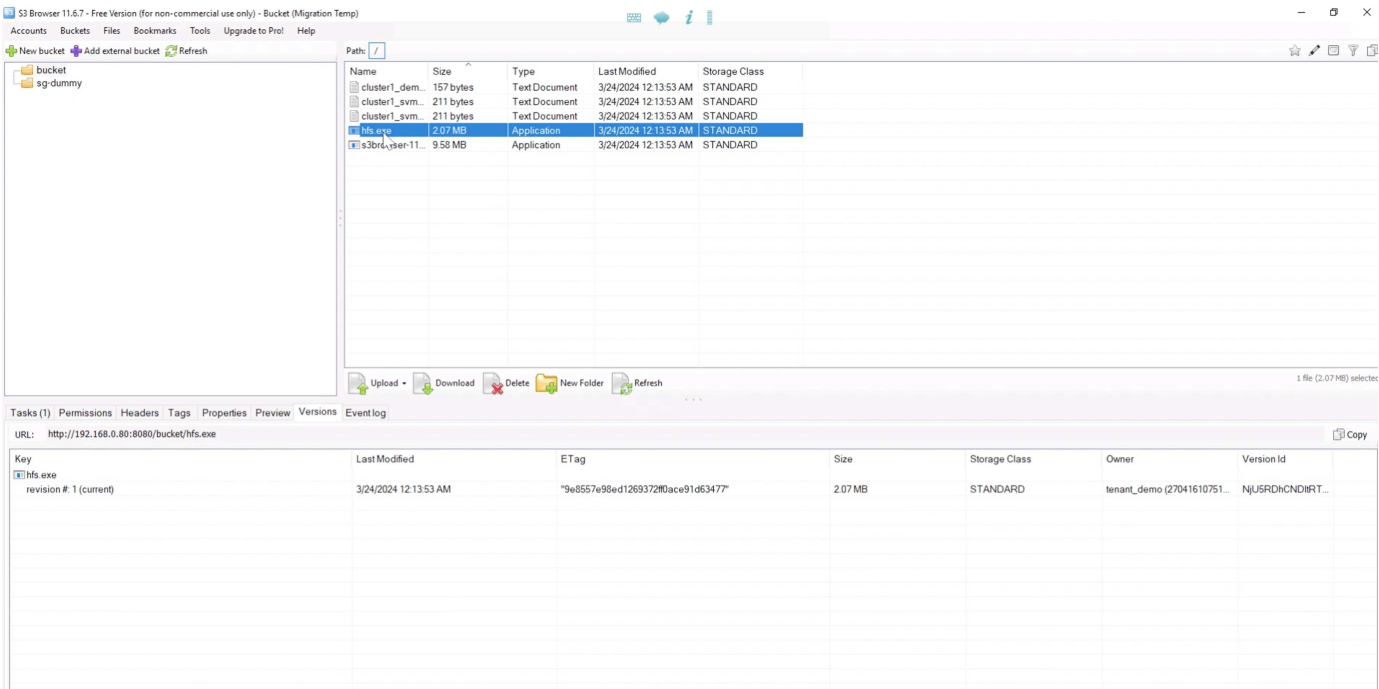 S3 Browser 11.6.7 - Free Version (for non-commercial use only) - Bucket (Migration Temp)
Accounts Buckets Files Bookmarks Tools Upgrade to Pro! Help
New bucket Add external bucket Refresh
Path: /
bucket
sg-dummy
Name Size Type Last Modified Storage Class
cluster1_dem... 157 bytes Text Document 3/24/2024 12:13:53 AM STANDARD
cluster1_svm... 211 bytes Text Document 3/24/2024 12:13:53 AM STANDARD
cluster1_svm... 211 bytes Text Document 3/24/2024 12:13:53 AM STANDARD
hfs.exe 2.07 MB Application 3/24/2024 12:13:53 AM STANDARD
s3browser-11... 9.58 MB Application 3/24/2024 12:13:53 AM STANDARD
Upload Download Delete New Folder Refresh
1 file (2.07 MB) selected
Tasks (1) Permissions Headers Tags Properties Preview Versions Event log
URL: http://192.168.0.80:8080/bucket/hfs.exe
Copy
Key Last Modified ETag Size Storage Class Owner Version Id
hfs.exe
revision #: 1 (current) 3/24/2024 12:13:53 AM "9e8557e98ed1269372ff0ace91d63477" 2.07 MB STANDARD tenant_demo (27041610751...